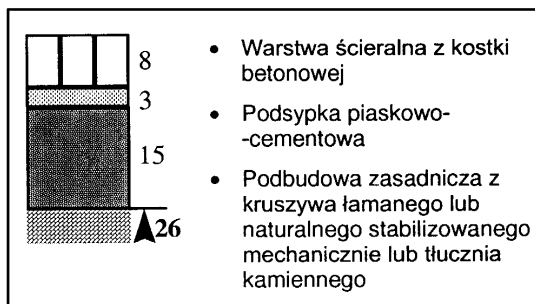 8
3
15
26
• Warstwa ścieralna z kostki
betonowej
• Podsypka piaskowo-
-cementowa
• Podbudowa zasadnicza z
kruszywa łamanego lub
naturalnego stabilizowanego
mechanicznie lub tłucznia
kamiennego